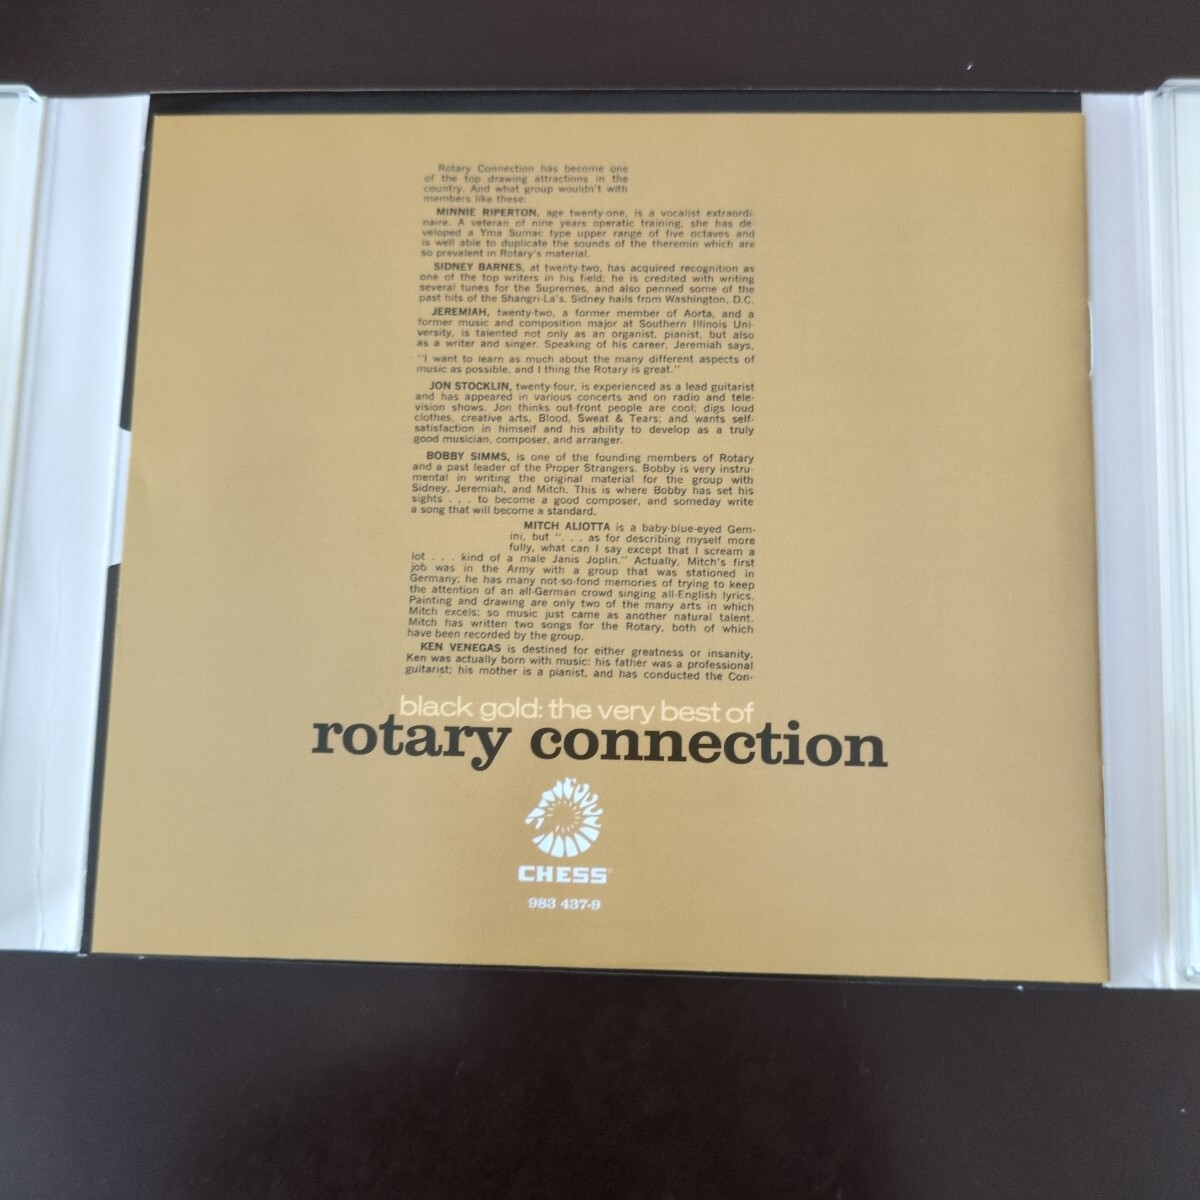 Rotary Connection has become one
of the top drawing attractions in the
country. And what group wouldn't with
members like these:
MINNIE RIPERTON, age twenty-one, is a vocalist extraordi-
naire. A veteran of nine years operatic training, she has de-
veloped a Yma Sumac type upper range of five octaves and
is well able to duplicate the sounds of the theremin which are
so prevalent in Rotary's material.
SIDNEY BARNES, at twenty-two, has acquired recognition as
one of the top writers in his field; he is credited with writing
several tunes for the Supremes, and also penned some of the
past hits of the Shangri-La's. Sidney hails from Washington, D.C.
JEREMIAH, twenty-two, a former member of Aorta, and a
former music and composition major at Southern Illinois Uni-
versity, is talented not only as an organist, pianist, but also
as a writer and singer. Speaking of his career, Jeremiah says,
"I want to learn as much about the many different aspects of
music as possible, and I thing the Rotary is great."
JON STOCKLIN, twenty-four, is experienced as a lead guitarist
and has appeared in various concerts and on radio and tele-
vision shows. Jon thinks out-front people are cool; digs loud
clothes, creative arts, Blood, Sweat & Tears; and wants self-
satisfaction in himself and his ability to develop as a truly
good musician, composer, and arranger.
BOBBY SIMMS, is one of the founding members of Rotary
and a past leader of the Proper Strangers. Bobby is very instru-
mental in writing the original material for the group with
Sidney, Jeremiah, and Mitch. This is where Bobby has set his
sights . . . to become a good composer, and someday write
a song that will become a standard.
MITCH ALIOTTA is a baby-blue-eyed Gem-
ini, but ". . . as for describing myself more
fully, what can I say except that I scream a
lot . . . kind of a male Janis Joplin." Actually, Mitch's first
job was in the Army with a group that was stationed in
Germany; he has many not-so-fond memories of trying to keep
the attention of an all-German crowd singing all-English lyrics.
Painting and drawing are only two of the many arts in which
Mitch excels; so music just came as another natural talent.
Mitch has written two songs for the Rotary, both of which
have been recorded by the group.
KEN VENEGAS is destined for either greatness or insanity.
Ken was actually born with music: his father was a professional
guitarist; his mother is a pianist, and has conducted the Con-
black gold: the very best of
rotary connection
CHESS
983 437-9